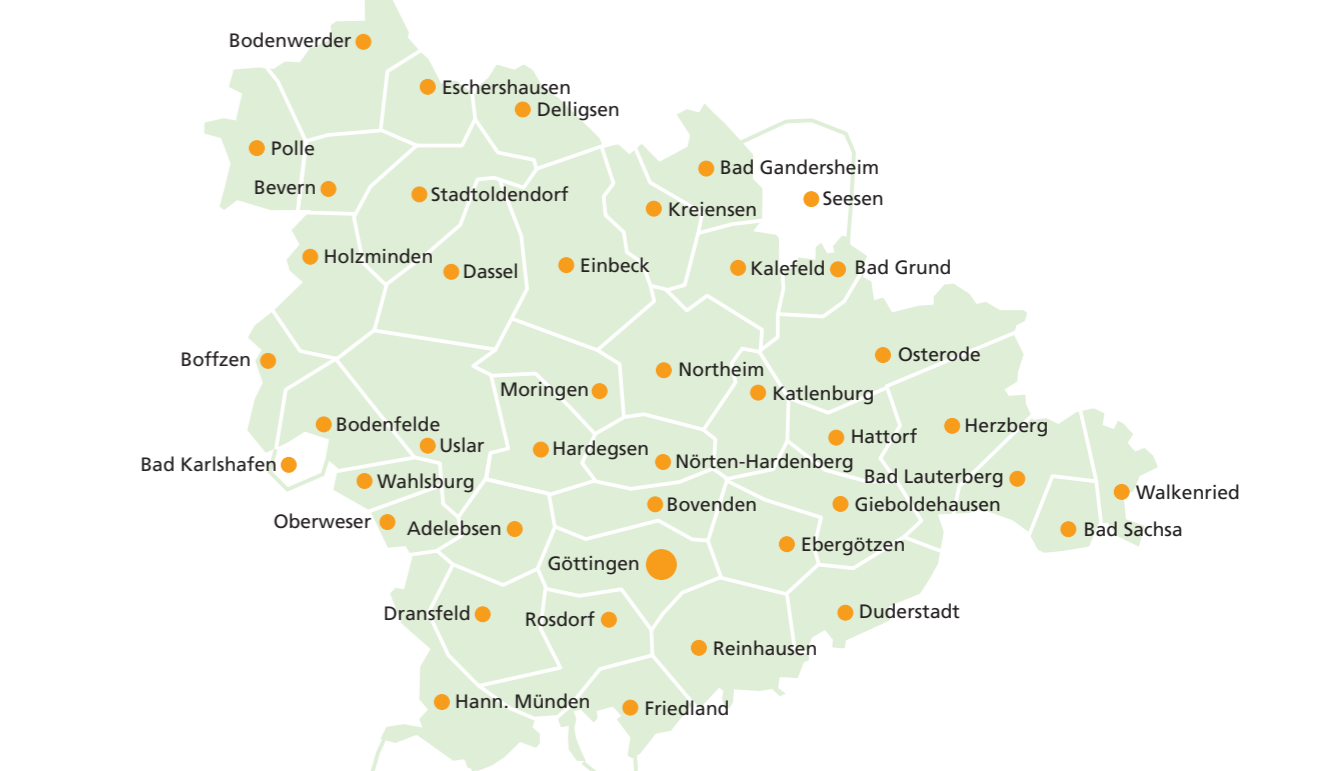 Bodenwerder
Eschershausen
Delligsen
Polle
Bad Gandersheim
Bevern
Stadtoldendorf
Seesen
Kreiensen
Holzminden
Dassel
Einbeck
Kalefeld
Bad Grund
Boffzen
Osterode
Northeim
Moringen
Katlenburg
Bodenfelde
Herzberg
Hattorf
Uslar
Hardegsen
Bad Karlshafen
Nörten-Hardenberg
Bad Lauterberg
Wahlsburg
Walkenried
Bovenden
Gieboldehausen
Oberweser
Adelebsen
Bad Sachsa
Ebergötzen
Göttingen
Dransfeld
Rosdorf
Duderstadt
Reinhausen
Hann. Münden
Friedland